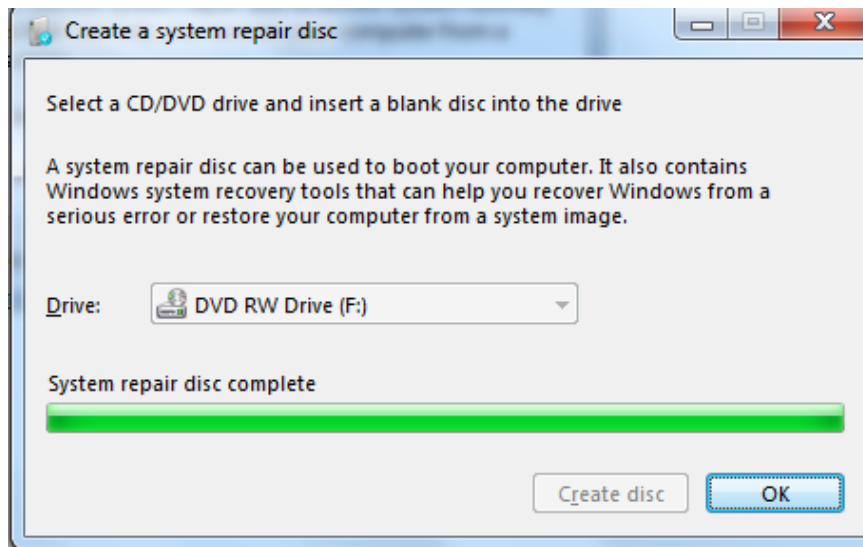 Create a system repair disc
Select a CD/DVD drive and insert a blank disc into the drive
A system repair disc can be used to boot your computer. It also contains
Windows system recovery tools that can help you recover Windows from a
serious error or restore your computer from a system image.
Drive: DVD RW Drive (F:)
System repair disc complete
Create disc OK